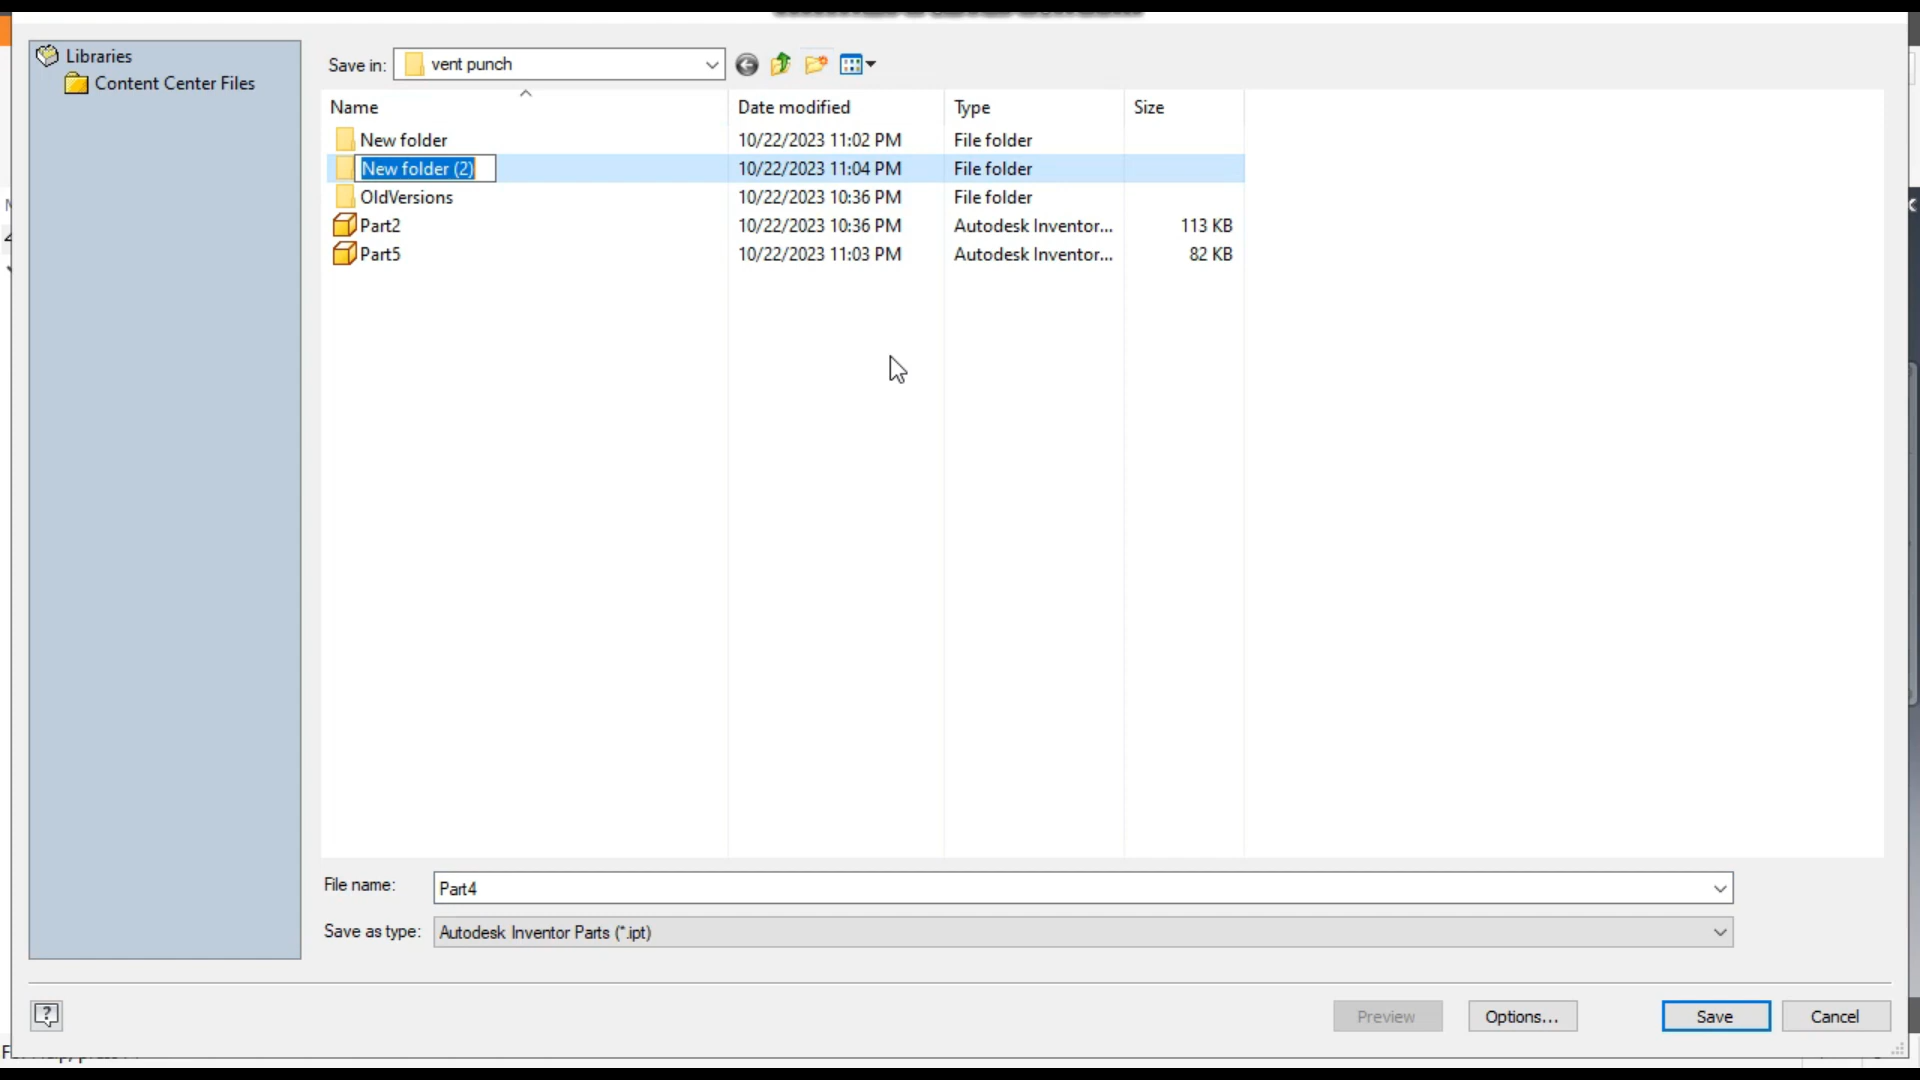 Libraries
Content Center Files
Save in: vent punch
Name Date modified Type Size
New folder 10/22/2023 11:02 PM File folder
New folder (2) 10/22/2023 11:04 PM File folder
OldVersions 10/22/2023 10:36 PM File folder
Part2 10/22/2023 10:36 PM Autodesk Inventor... 113 KB
Part5 10/22/2023 11:03 PM Autodesk Inventor... 82 KB
File name: Part4
Save as type: Autodesk Inventor Parts (*.ipt)
Preview Options... Save Cancel